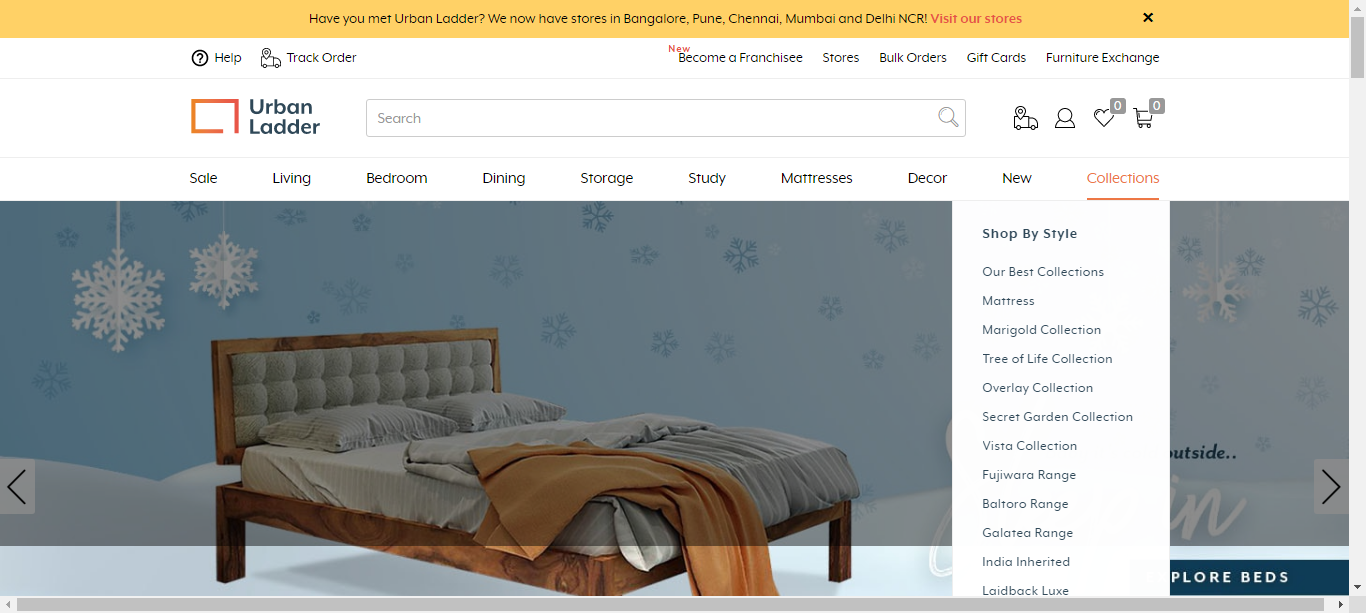 Have you met Urban Ladder? We now have stores in Bangalore, Pune, Chennai, Mumbai and Delhi NCR! Visit our stores
Help Track Order New Become a Franchisee Stores Bulk Orders Gift Cards Furniture Exchange
Urban
Ladder
Search
0 0
Sale Living Bedroom Dining Storage Study Mattresses Decor New Collections
Shop By Style
Our Best Collections
Mattress
Marigold Collection
Tree of Life Collection
Overlay Collection
Secret Garden Collection
Vista Collection
outside..
Fujiwara Range
Baltoro Range
Galatea Range
India Inherited
PLORE BEDS
Laidback Luxe